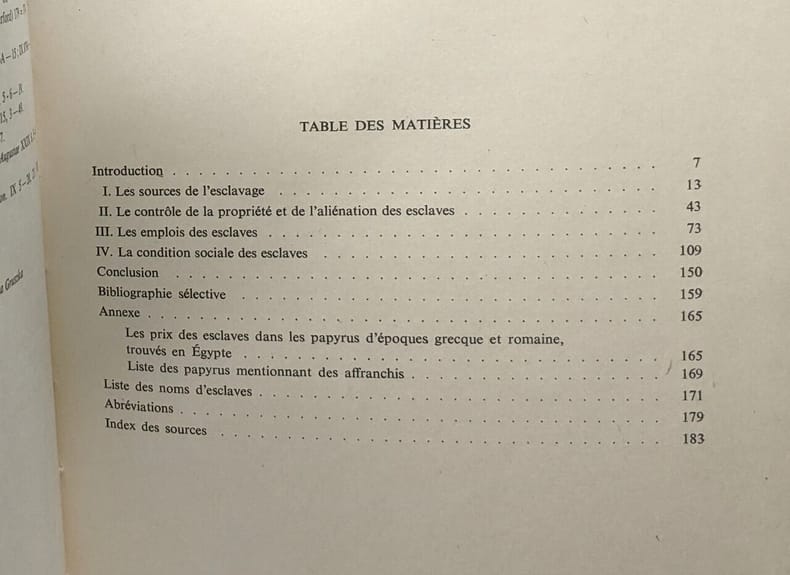 TABLE DES MATIÈRES
Introduction . . . . . . . . . . . . . . . . . . . . . . . . . . . . 7
I. Les sources de l'esclavage . . . . . . . . . . . . . . . . . . . . 13
II. Le contrôle de la propriété et de l'aliénation des esclaves . . . . . . . . . 43
III. Les emplois des esclaves . . . . . . . . . . . . . . . . . . . . 73
IV. La condition sociale des esclaves . . . . . . . . . . . . . . . . . 109
Conclusion . . . . . . . . . . . . . . . . . . . . . . . . . . . . 150
Bibliographie sélective . . . . . . . . . . . . . . . . . . . . . . . 159
Annexe . . . . . . . . . . . . . . . . . . . . . . . . . . . . . 165
Les prix des esclaves dans les papyrus d'époques grecque et romaine,
trouvés en Égypte . . . . . . . . . . . . . . . . . . . . . . . . 165
Liste des papyrus mentionnant des affranchis . . . . . . . . . . . . . 169
Liste des noms d'esclaves . . . . . . . . . . . . . . . . . . . . . 171
Abréviations . . . . . . . . . . . . . . . . . . . . . . . . . . . 179
Index des sources . . . . . . . . . . . . . . . . . . . . . . . . . 183